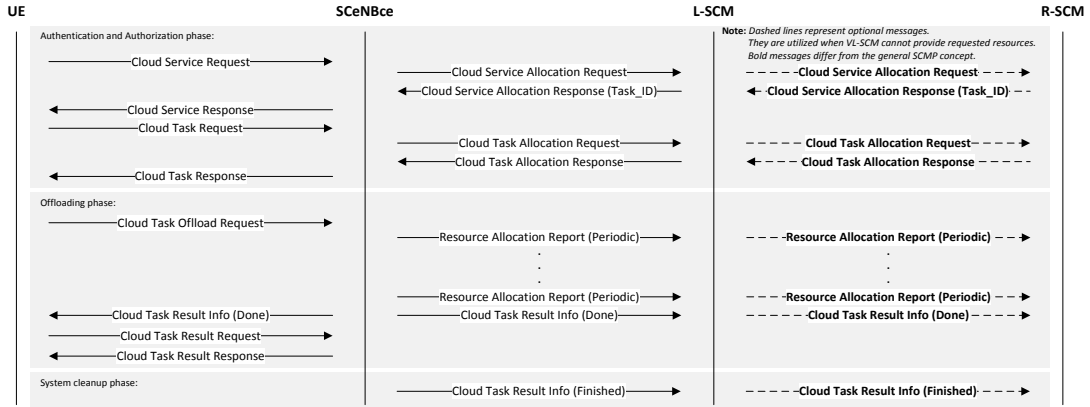 UE SCeNBce L-SCM R-SCM
Authentication and Authorization phase:
Note: Dashed lines represent optional messages.
They are utilized when VL-SCM cannot provide requested resources.
Bold messages differ from the general SCMP concept.
Cloud Service Request
Cloud Service Allocation Request Cloud Service Allocation Request
Cloud Service Allocation Response (Task_ID) Cloud Service Allocation Response (Task_ID)
Cloud Service Response
Cloud Task Request
Cloud Task Allocation Request Cloud Task Allocation Request
Cloud Task Allocation Response Cloud Task Allocation Response
Cloud Task Response
Offloading phase:
Cloud Task Oflload Request
Resource Allocation Report (Periodic) Resource Allocation Report (Periodic)
. .
. .
. .
Resource Allocation Report (Periodic) Resource Allocation Report (Periodic)
Cloud Task Result Info (Done) Cloud Task Result Info (Done) Cloud Task Result Info (Done)
Cloud Task Result Request
Cloud Task Result Response
System cleanup phase:
Cloud Task Result Info (Finished) Cloud Task Result Info (Finished)